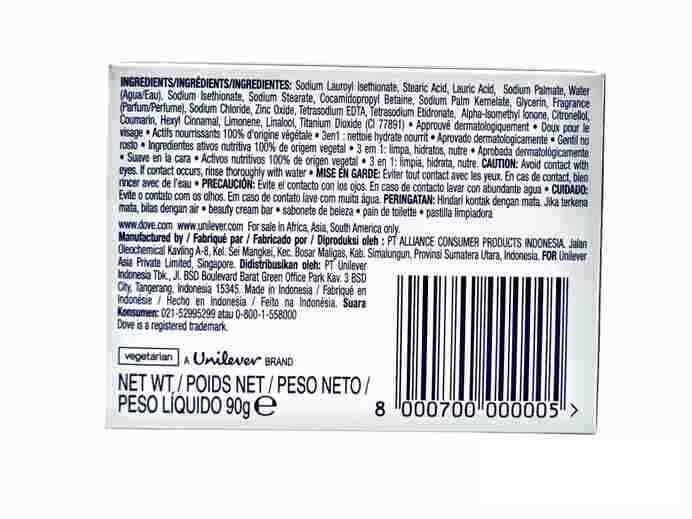 INGREDIENTS/INGRÉDIENTS/INGREDIENTES: Sodium Lauroyl Isethionate, Stearic Acid, Lauric Acid, Sodium Palmate, Water
(Agua/Eau), Sodium Isethionate, Sodium Stearate, Cocamidopropyl Betaine, Sodium Palm Kernelate, Glycerin, Fragrance
(Parfum/Perfume), Sodium Chloride, Zinc Oxide, Tetrasodium EDTA, Tetrasodium Etidronate, Alpha-Isomethyl Ionone, Citronellol,
Coumarin, Hexyl Cinnamal, Limonene, Linalool, Titanium Dioxide (CI 77891) • Approuvé dermatologiquement • Doux pour le
visage • Actifs nourrissants 100% d'origine végétale • 3en1 : nettoie hydrate nourrit • Aprovado dermatologicamente • Gentil no
rosto • Ingredientes ativos nutritiva 100% de origem vegetal • 3 em 1: limpa, hidratos, nutre • Aprobada dermatológicamente
• Suave en la cara • Activos nutritivos 100% de origen vegetal • 3 en 1: limpia, hidrata, nutre. CAUTION: Avoid contact with
eyes. If contact occurs, rinse thoroughly with water • MISE EN GARDE: Eviter tout contact avec les yeux. En cas de contact, bien
rincer avec de l'eau • PRECAUCIÓN: Evite el contacto con los ojos. En caso de contacto lavar con abundante agua • CUIDADO:
Evite o contato com os olhos. Em caso de contato lave com muita água. PERINGATAN: Hindari kontak dengan mata. Jika terkena
mata, bilas dengan air • beauty cream bar • sabonete de beleza • pain de toilette • pastilla limpiadora
www.dove.com www.unilever.com For sale in Africa, Asia, South America only.
Manufactured by / Fabriqué par / Fabricado por / Diproduksi oleh : PT ALLIANCE CONSUMER PRODUCTS INDONESIA, Jalan
Oleochemical Kavling A-8, Kel. Sei Mangkei, Kec. Bosar Maligas, Kab. Simalungun, Provinsi Sumatera Utara, Indonesia. FOR Unilever
Asia Private Limited, Singapore. Didistribusikan oleh: PT Unilever
Indonesia Tbk., Jl. BSD Boulevard Barat Green Office Park Kav. 3 BSD
City, Tangerang, Indonesia 15345. Made in Indonesia / Fabriqué en
Indonésie / Hecho en Indonesia / Feito na Indonésia. Suara
Konsumen: 021-52995299 atau 0-800-1-558000
Dove is a registered trademark.
vegetarian A Unilever BRAND
NET WT. / POIDS NET / PESO NETO /
PESO LÍQUIDO 90g e
8 000700 000005 >